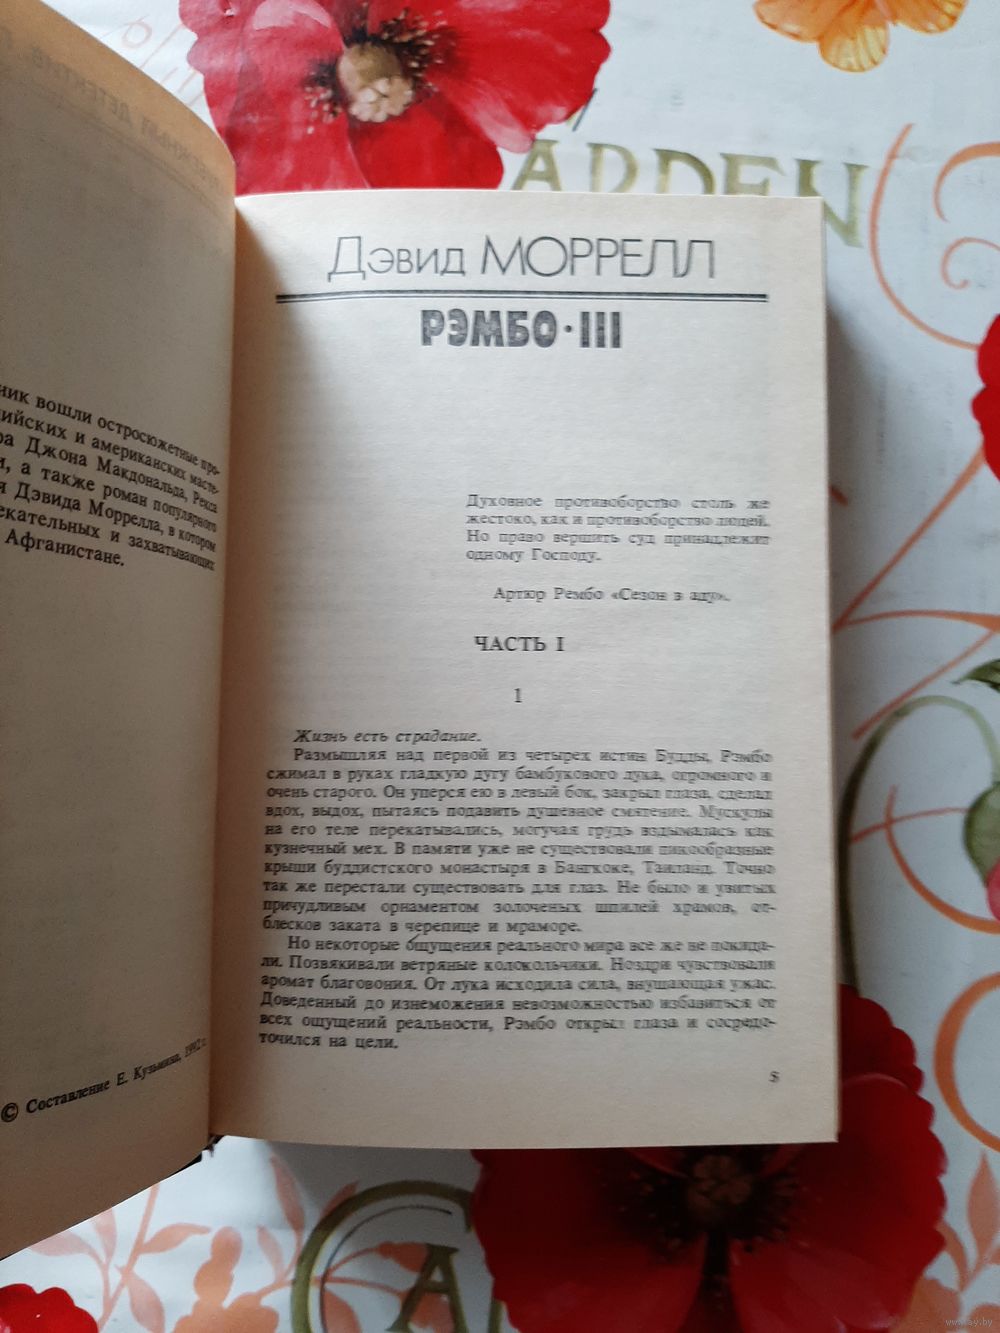 ник вошли остросюжетные про-
ийских и американских масте-
ра Джона Макдональда, Рекса
и, а также роман популярного
я Дэвида Моррелла, в котором
екательных и захватывающих
Афганистане.
© Составление Е. Кузьмина, 1992 г.
Дэвид МОРРЕЛЛ
РЭМБО·III
Духовное противоборство столь же
жестоко, как и противоборство людей.
Но право вершить суд принадлежит
одному Господу.
Артюр Рембо «Сезон в аду».
ЧАСТЬ I
1
Жизнь есть страдание.
Размышляя над первой из четырех истин Будды, Рэмбо
сжимал в руках гладкую дугу бамбукового лука, огромного и
очень старого. Он уперся ею в левый бок, закрыл глаза, сделал
вдох, выдох, пытаясь подавить душевное смятение. Мускулы
на его теле перекатывались, могучая грудь вздымалась как
кузнечный мех. В памяти уже не существовали пикообразные
крыши буддистского монастыря в Бангкоке, Таиланд. Точно
так же перестали существовать для глаз. Не было и увитых
причудливым орнаментом золоченых шпилей храмов, от-
блесков заката в черепице и мраморе.
Но некоторые ощущения реального мира все же не покида-
ли. Позвякивали ветряные колокольчики. Ноздри чувствовали
аромат благовония. От лука исходила сила, внушающая ужас.
Доведенный до изнеможения невозможностью избавиться от
всех ощущений реальности, Рэмбо открыл глаза и сосредо-
точился на цели.
5
GARDEN
www.ay.by